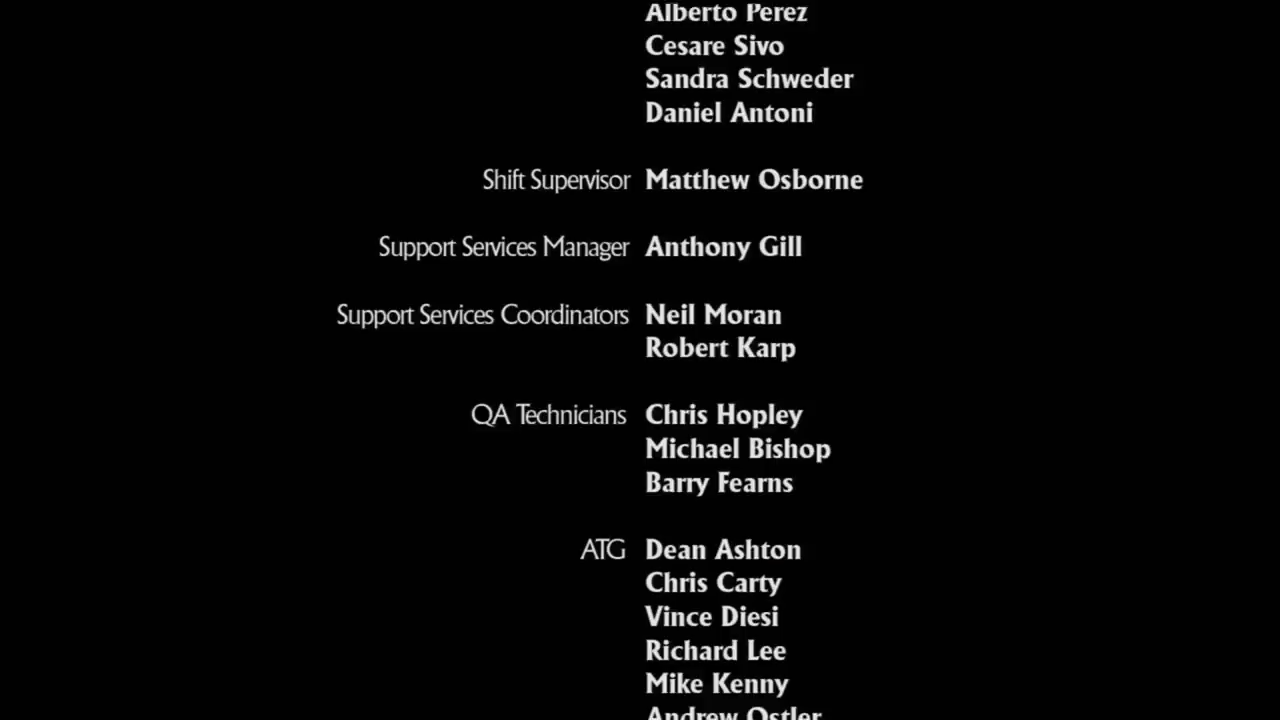 Alberto Perez
Cesare Sivo
Sandra Schweder
Daniel Antoni
Shift Supervisor Matthew Osborne
Support Services Manager Anthony Gill
Support Services Coordinators Neil Moran
Robert Karp
QA Technicians Chris Hopley
Michael Bishop
Barry Fearns
ATG Dean Ashton
Chris Carty
Vince Diesi
Richard Lee
Mike Kenny
Andrew Ostler